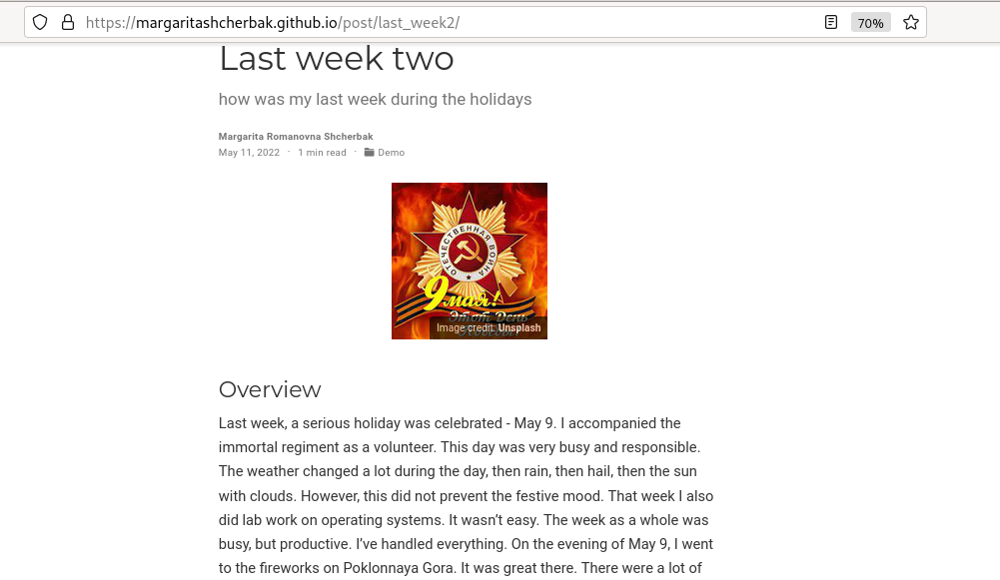 https://margaritashcherbak.github.io/post/last_week2/
70%
Last week two
how was my last week during the holidays
Margarita Romanovna Shcherbak
May 11, 2022 · 1 min read · Demo
ОТЕЧЕСТВЕННАЯ ВОЙНА
9 мая!
Этот День
Image credit: Unsplash
Overview
Last week, a serious holiday was celebrated - May 9. I accompanied the
immortal regiment as a volunteer. This day was very busy and responsible.
The weather changed a lot during the day, then rain, then hail, then the sun
with clouds. However, this did not prevent the festive mood. That week I also
did lab work on operating systems. It wasn’t easy. The week as a whole was
busy, but productive. I’ve handled everything. On the evening of May 9, I went
to the fireworks on Poklonnaya Gora. It was great there. There were a lot of